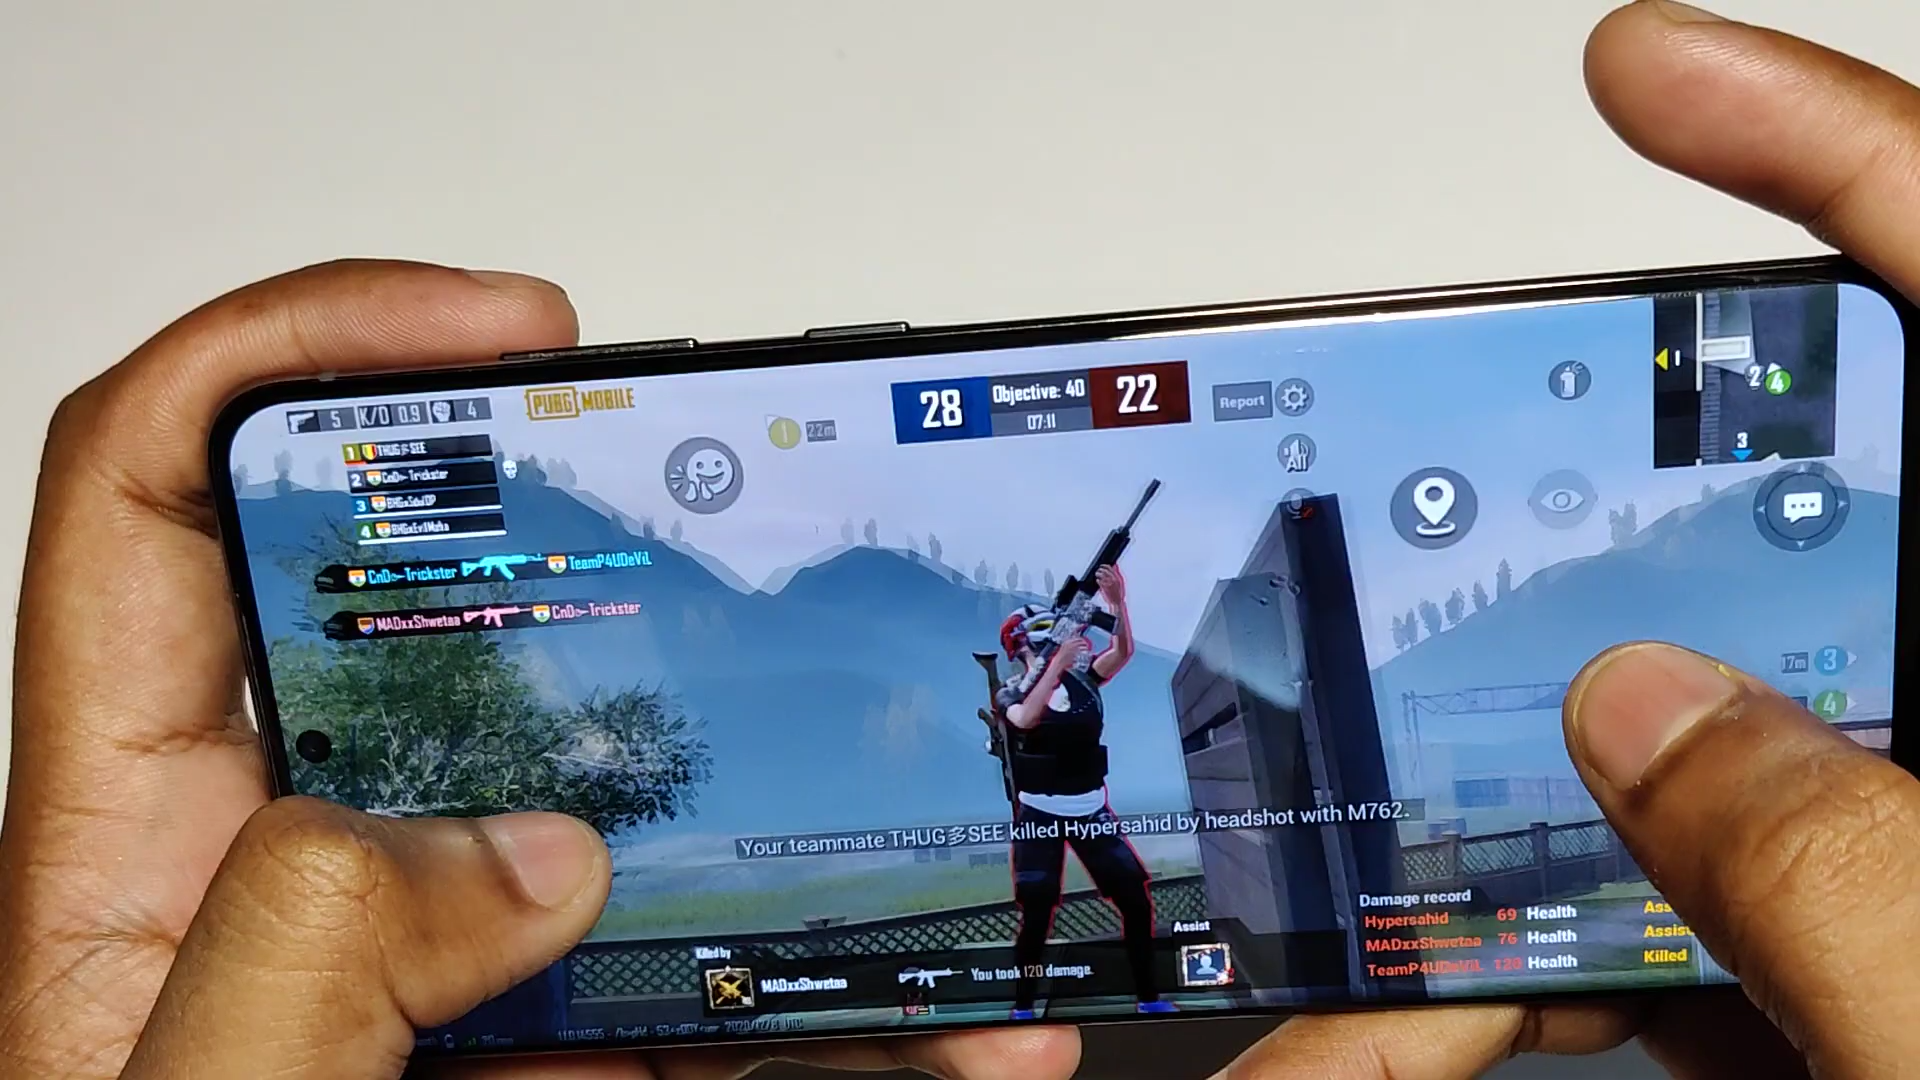 5 K/D 0.9 4
PUBG MOBILE
1 THUG多SEE
2 CnD Trickster
3
4
CnD Trickster TeamP4UDeViL
MADxxShwetaa CnD Trickster
1 22m
28 Objective: 40 22
07:11
Report
All
1
2 4
3
17m 3
4
Your teammate THUG多SEE killed Hypersahid by headshot with M762.
Damage record
Hypersahid 69 Health
MADxxShwetaa 76 Health
TeamP4UDeViL 120 Health Killed
Killed by
MADxxShwetaa You took 120 damage.
Assist